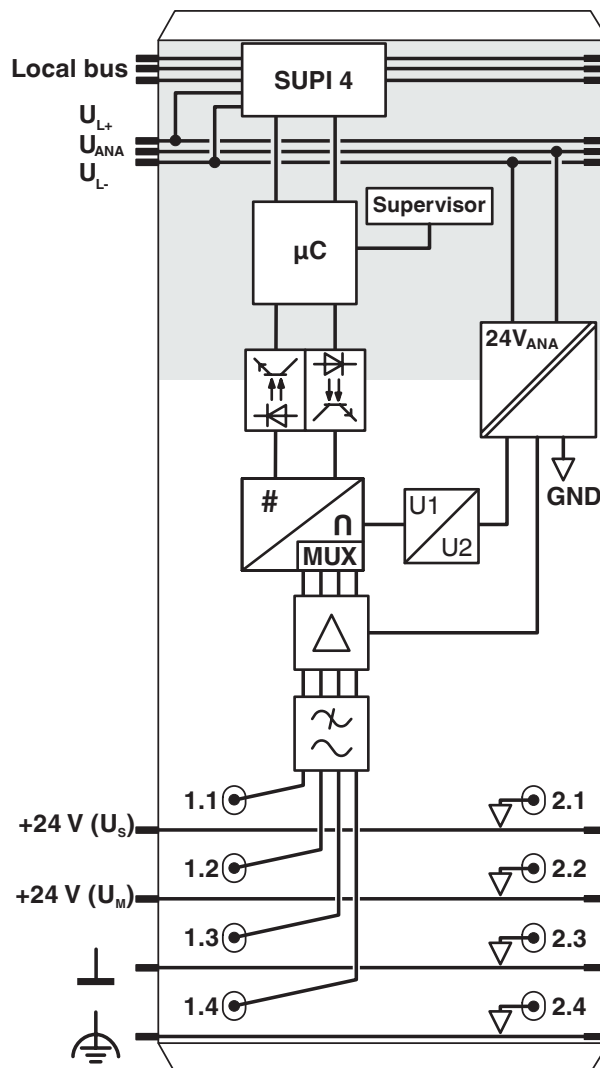 Local bus
SUPI 4
UL+
UANA
UL-
Supervisor
µC
24VANA
GND
#
U1
U2
∩
MUX
1.1
2.1
+24 V (US)
1.2
2.2
+24 V (UM)
1.3
2.3
1.4
2.4